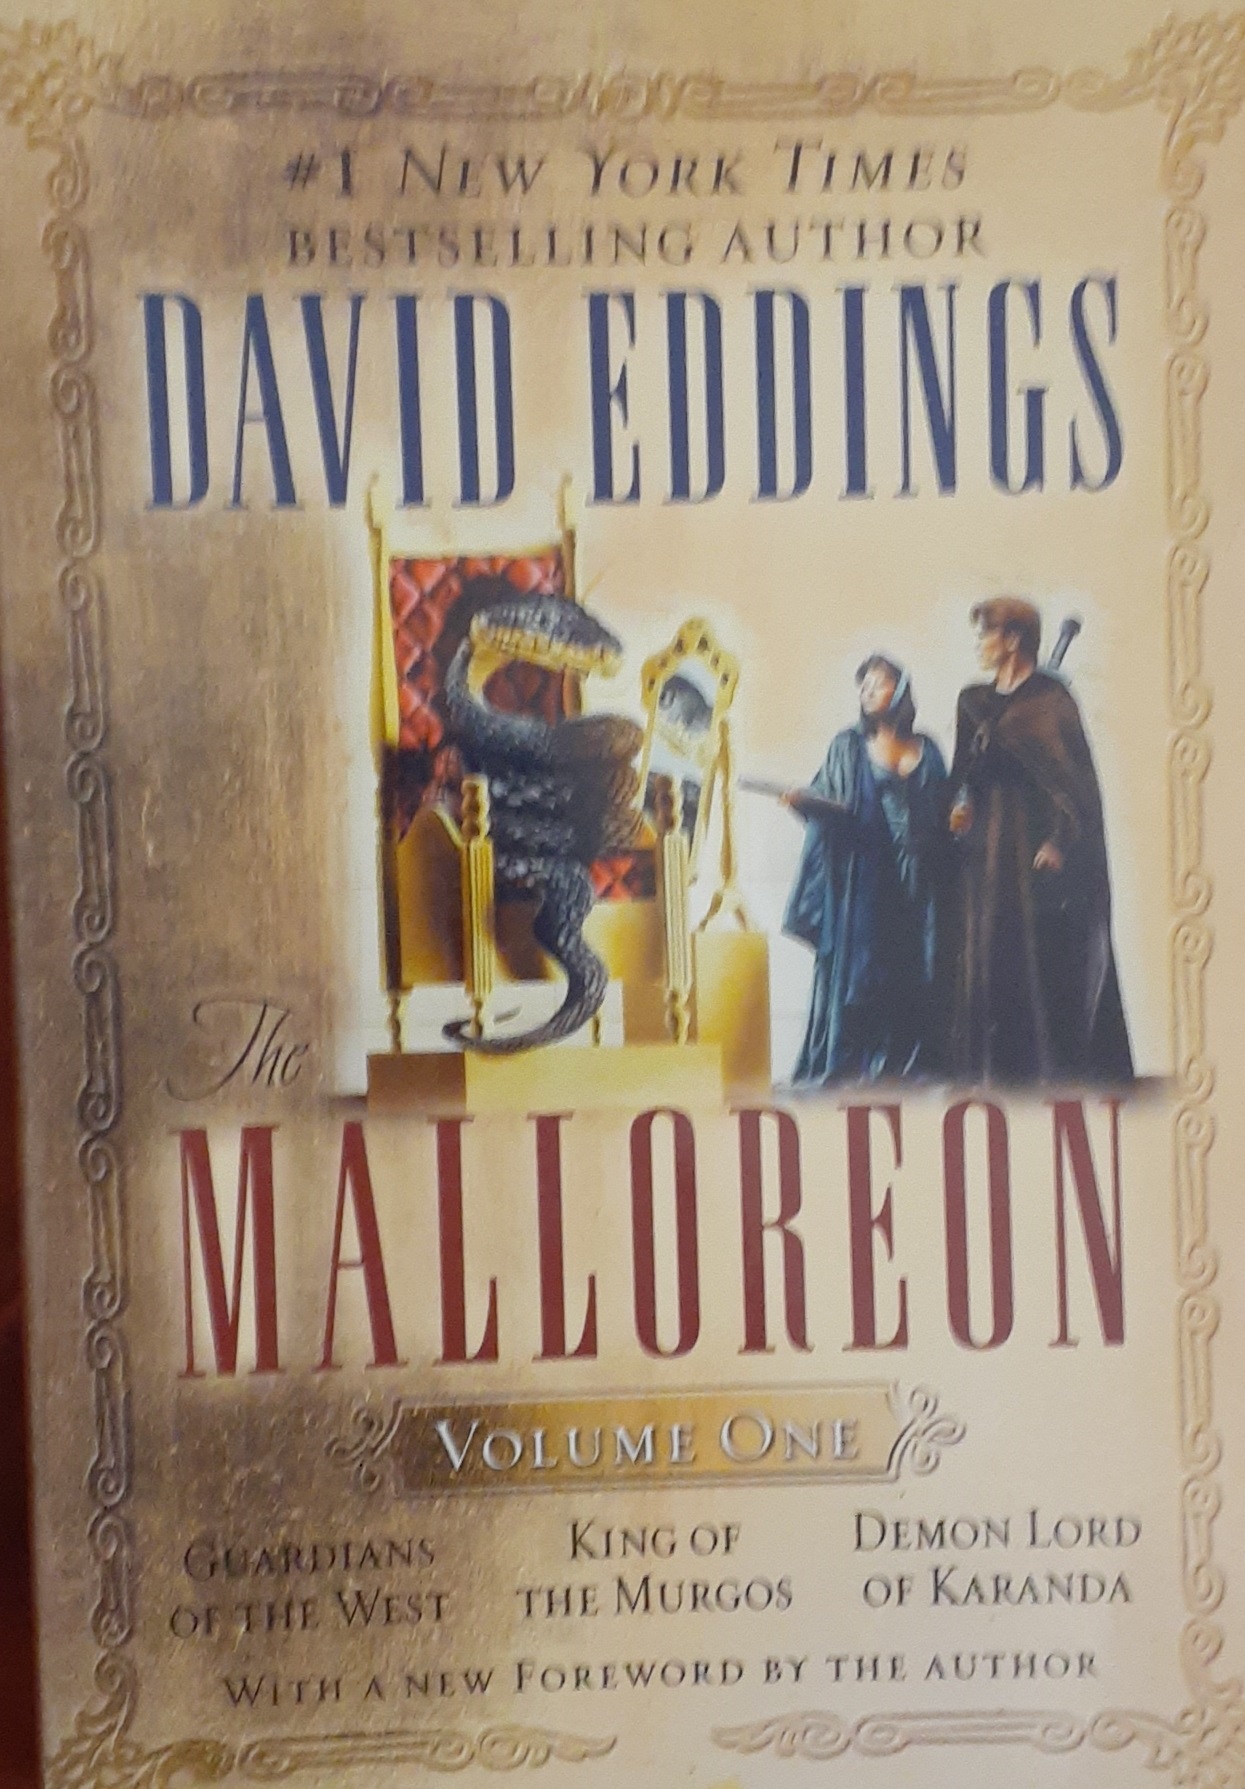 #1 NEW YORK TIMES
BESTSELLING AUTHOR
DAVID EDDINGS
The
MALLOREON
VOLUME ONE
GUARDIANS
OF THE WEST
KING OF
THE MURGOS
DEMON LORD
OF KARANDA
WITH A NEW FOREWORD BY THE AUTHOR